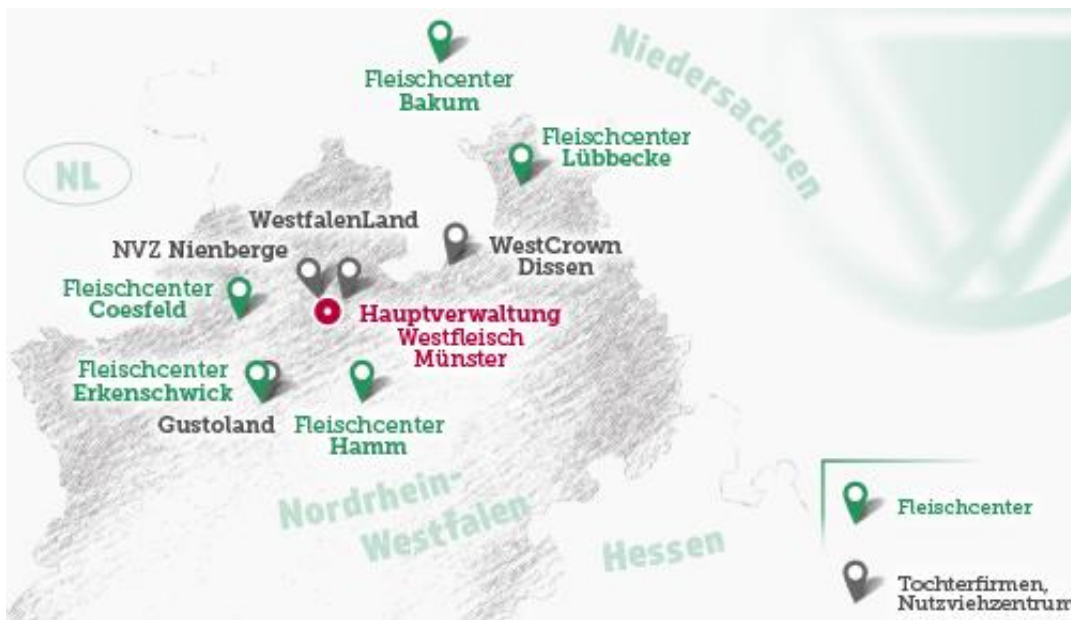 Niedersachsen
Fleischcenter
Bakum
Fleischcenter
Lübbecke
NL
WestfalenLand
NVZ Nienberge
WestCrown
Dissen
Fleischcenter
Coesfeld
Hauptverwaltung
Westfleisch
Münster
Fleischcenter
Erkenschwick
Gustoland
Fleischcenter
Hamm
Nordrhein-
Westfalen
Hessen
Fleischcenter
Tochterfirmen,
Nutzviehzentrum